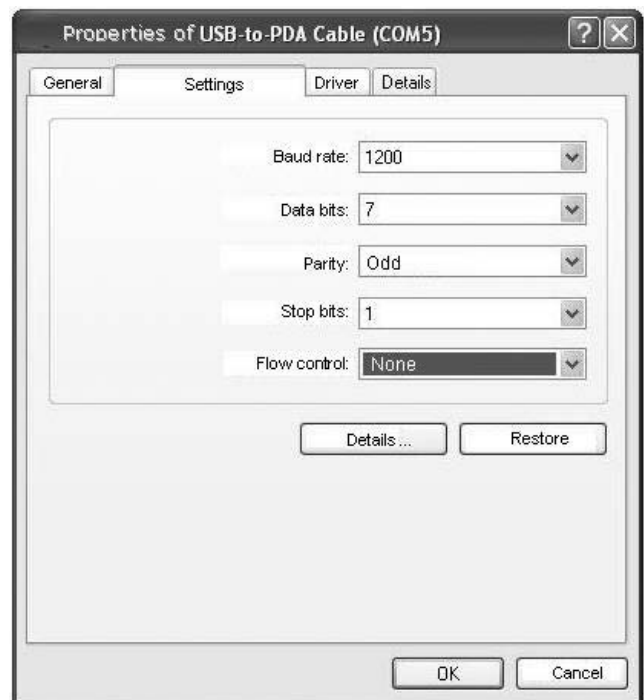 Properties of USB-to-PDA Cable (COM5)
General Settings Driver Details
Baud rate: 1200
Data bits: 7
Parity: Odd
Stop bits: 1
Flow control: None
Details ... Restore
OK Cancel